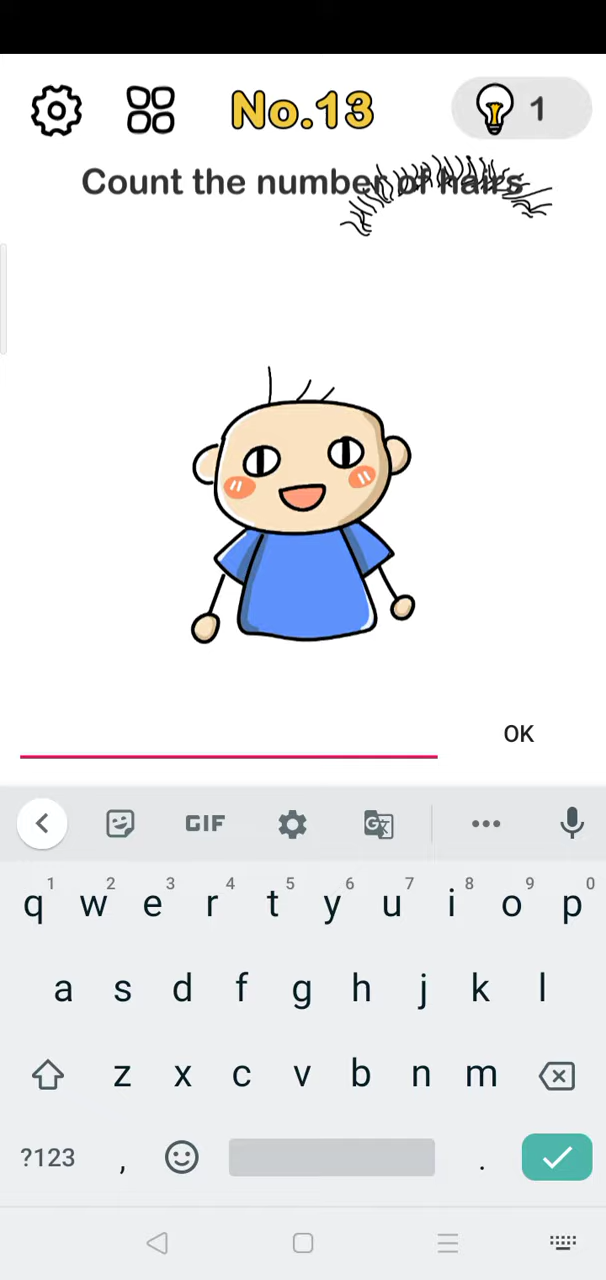 No.13
1
Count the number of hairs
OK
GIF
1 2 3 4 5 6 7 8 9 0
q w e r t y u i o p
a s d f g h j k l
z x c v b n m
?123 , .